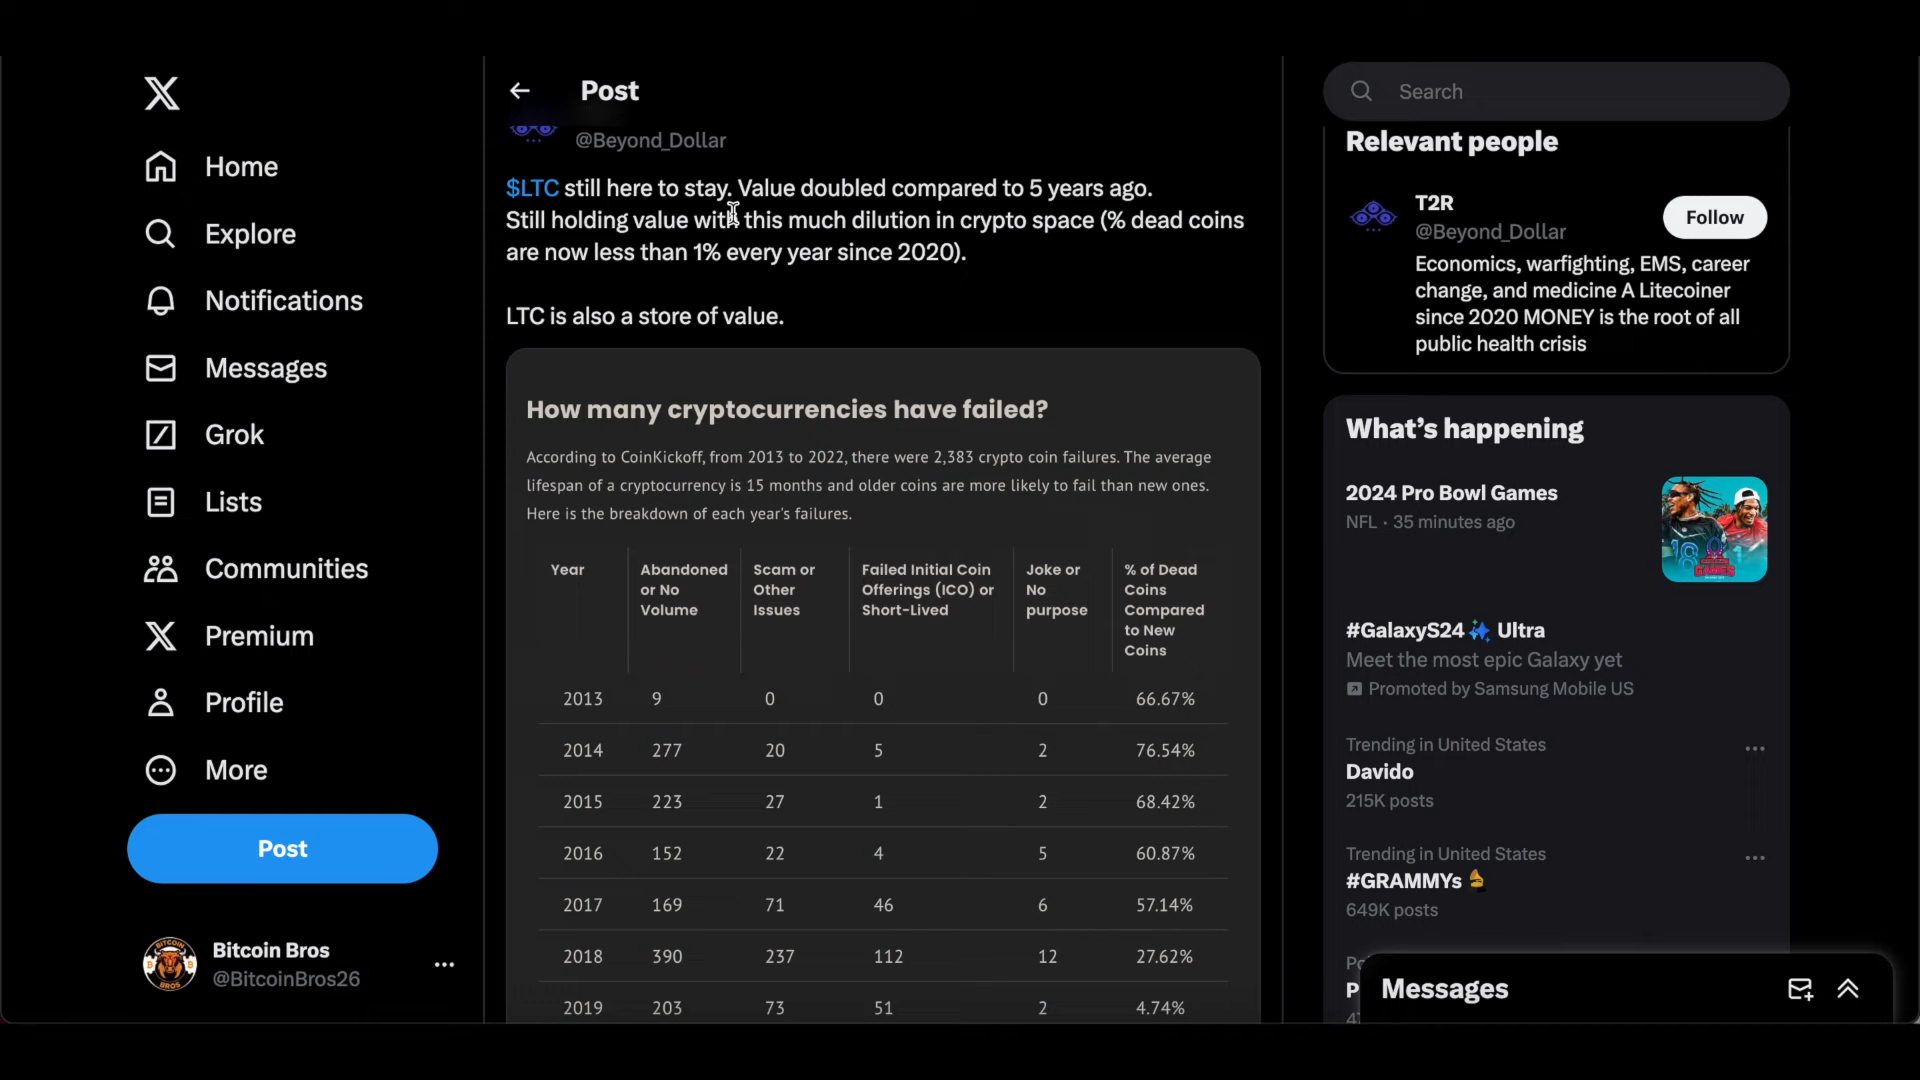 Home
Explore
Notifications
Messages
Grok
Lists
Communities
Premium
Profile
More
Post
Bitcoin Bros
@BitcoinBros26
Post
@Beyond_Dollar
$LTC still here to stay. Value doubled compared to 5 years ago.
Still holding value with this much dilution in crypto space (% dead coins
are now less than 1% every year since 2020).
LTC is also a store of value.
How many cryptocurrencies have failed?
According to CoinKickoff, from 2013 to 2022, there were 2,383 crypto coin failures. The average
lifespan of a cryptocurrency is 15 months and older coins are more likely to fail than new ones.
Here is the breakdown of each year's failures.
Year Abandoned or No Volume Scam or Other Issues Failed Initial Coin Offerings (ICO) or Short-Lived Joke or No purpose % of Dead Coins Compared to New Coins
2013 9 0 0 0 66.67%
2014 277 20 5 2 76.54%
2015 223 27 1 2 68.42%
2016 152 22 4 5 60.87%
2017 169 71 46 6 57.14%
2018 390 237 112 12 27.62%
2019 203 73 51 2 4.74%
Search
Relevant people
T2R
@Beyond_Dollar
Follow
Economics, warfighting, EMS, career
change, and medicine A Litecoiner
since 2020 MONEY is the root of all
public health crisis
What's happening
2024 Pro Bowl Games
NFL · 35 minutes ago
#GalaxyS24 Ultra
Meet the most epic Galaxy yet
Promoted by Samsung Mobile US
Trending in United States
Davido
215K posts
Trending in United States
#GRAMMYs
649K posts
Messages